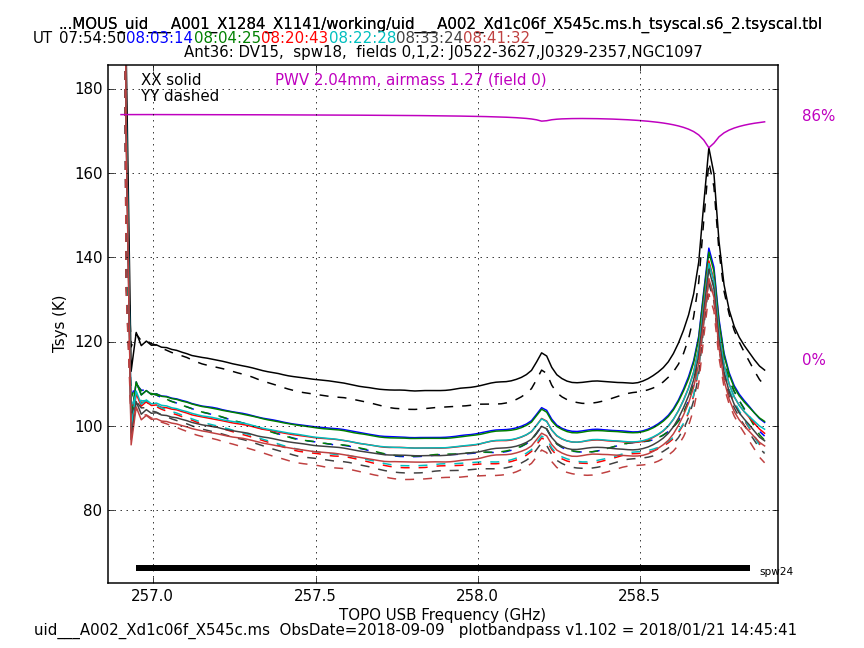 ...MOUS_uid___A001_X1284_X1141/working/uid___A002_Xd1c06f_X545c.ms.h_tsyscal.s6_2.tsyscal.tbl
UT 07:54:50 08:03:14 08:04:25 08:20:43 08:22:28 08:33:24 08:41:32
Ant36: DV15, spw18, fields 0,1,2: J0522-3627,J0329-2357,NGC1097
XX solid
YY dashed
PWV 2.04mm, airmass 1.27 (field 0)
86%
0%
180
160
140
120
100
80
Tsys (K)
spw24
257.0 257.5 258.0 258.5
TOPO USB Frequency (GHz)
uid___A002_Xd1c06f_X545c.ms ObsDate=2018-09-09 plotbandpass v1.102 = 2018/01/21 14:45:41